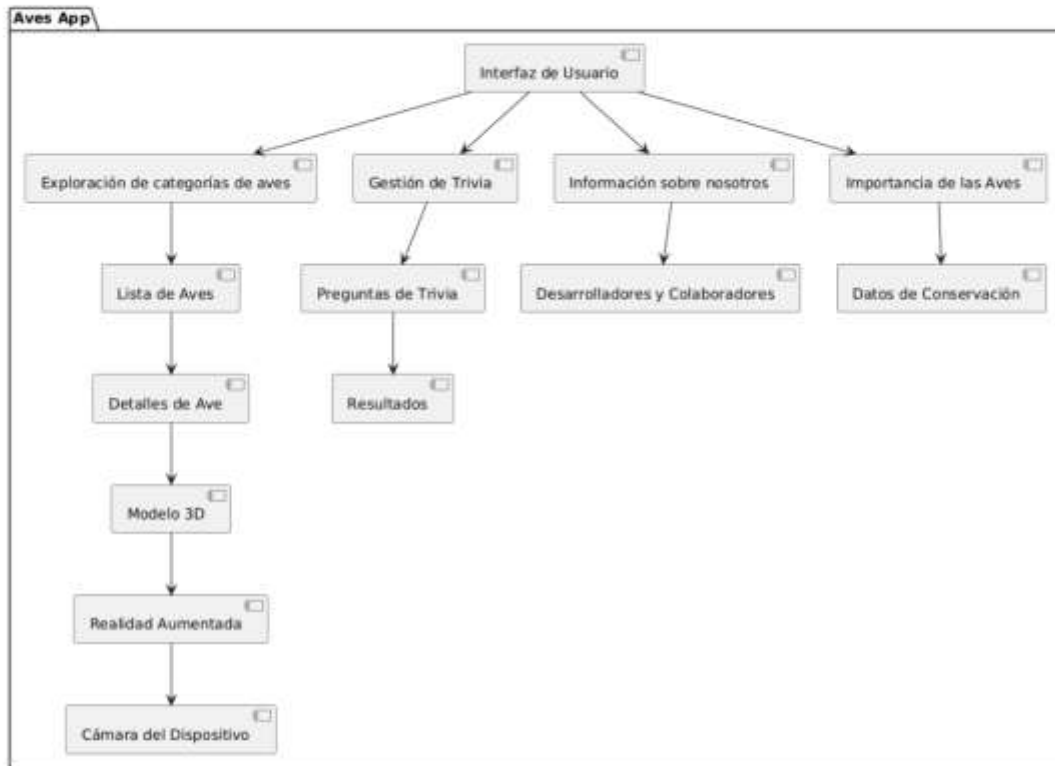 Aves App
Interfaz de Usuario
Exploración de categorías de aves
Gestión de Trivia
Información sobre nosotros
Importancia de las Aves
Lista de Aves
Preguntas de Trivia
Desarrolladores y Colaboradores
Datos de Conservación
Detalles de Ave
Resultados
Modelo 3D
Realidad Aumentada
Cámara del Dispositivo